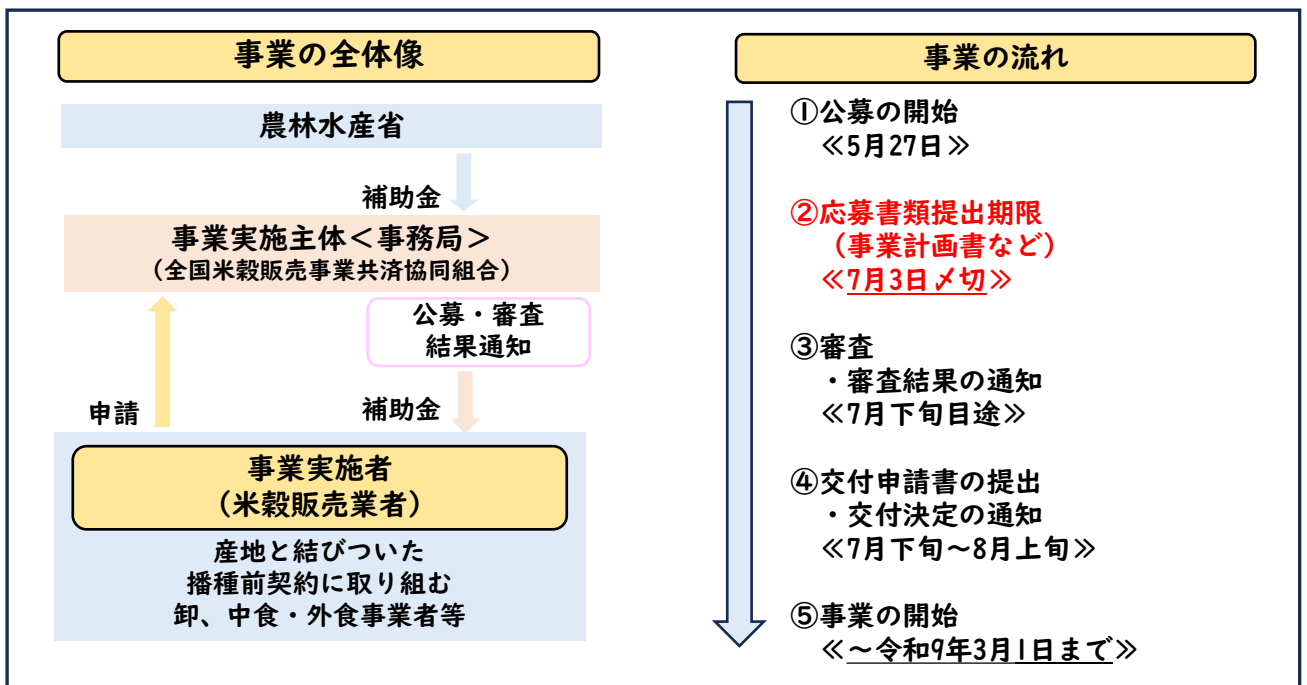 事業の全体像
農林水産省
補助金
事業実施主体<事務局>
(全国米穀販売事業共済協同組合)
公募・審査
結果通知
申請
補助金
事業実施者
(米穀販売業者)
産地と結びついた
播種前契約に取り組む
卸、中食・外食事業者等
事業の流れ
①公募の開始
≪5月27日≫
②応募書類提出期限
(事業計画書など)
≪7月3日〆切≫
③審査
・審査結果の通知
≪7月下旬目途≫
④交付申請書の提出
・交付決定の通知
≪7月下旬~8月上旬≫
⑤事業の開始
≪~令和9年3月1日まで≫